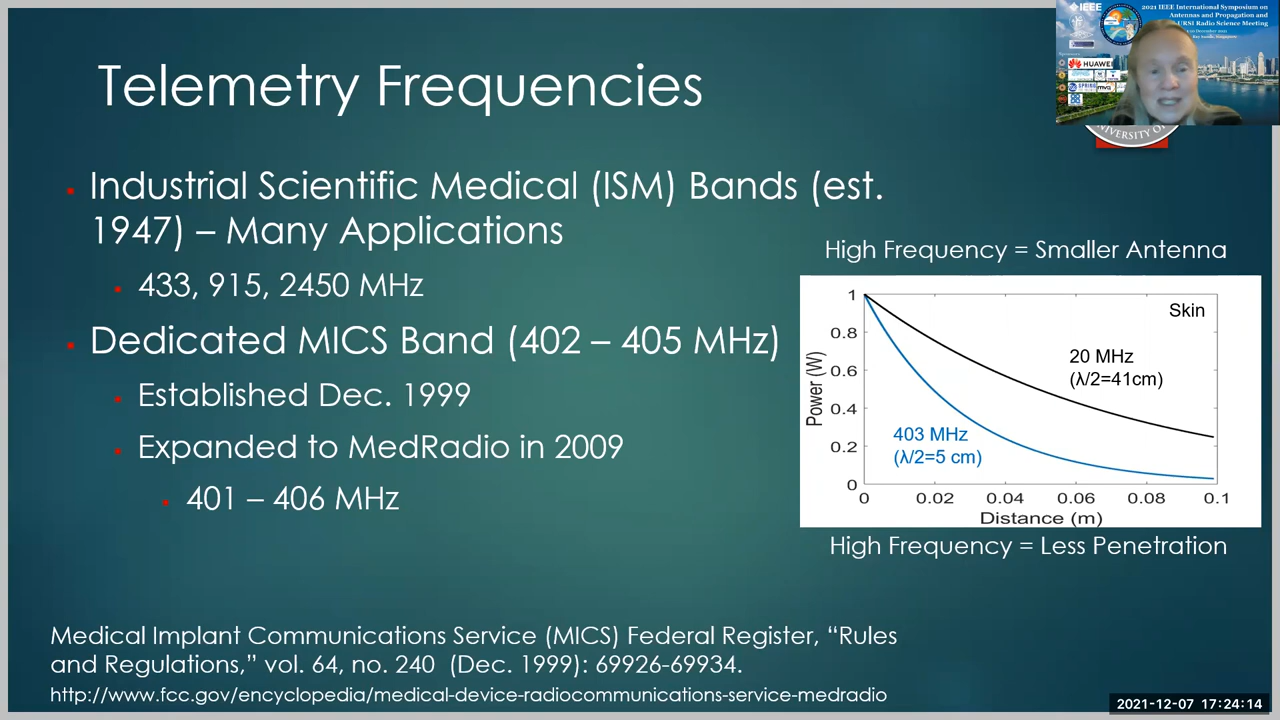 Telemetry Frequencies
Industrial Scientific Medical (ISM) Bands (est.
1947) – Many Applications
433, 915, 2450 MHz
Dedicated MICS Band (402 – 405 MHz)
Established Dec. 1999
Expanded to MedRadio in 2009
401 – 406 MHz
High Frequency = Smaller Antenna
Skin
20 MHz
(λ/2=41cm)
403 MHz
(λ/2=5 cm)
Power (W)
1
0.8
0.6
0.4
0.2
0
0 0.02 0.04 0.06 0.08 0.1
Distance (m)
High Frequency = Less Penetration
Medical Implant Communications Service (MICS) Federal Register, “Rules
and Regulations,” vol. 64, no. 240 (Dec. 1999): 69926-69934.
http://www.fcc.gov/encyclopedia/medical-device-radiocommunications-service-medradio
IEEE
2021 IEEE International Symposium on
Antennas and Propagation and
URSI Radio Science Meeting
HUAWEI
UNIVERSITY OF
2021-12-07 17:24:14